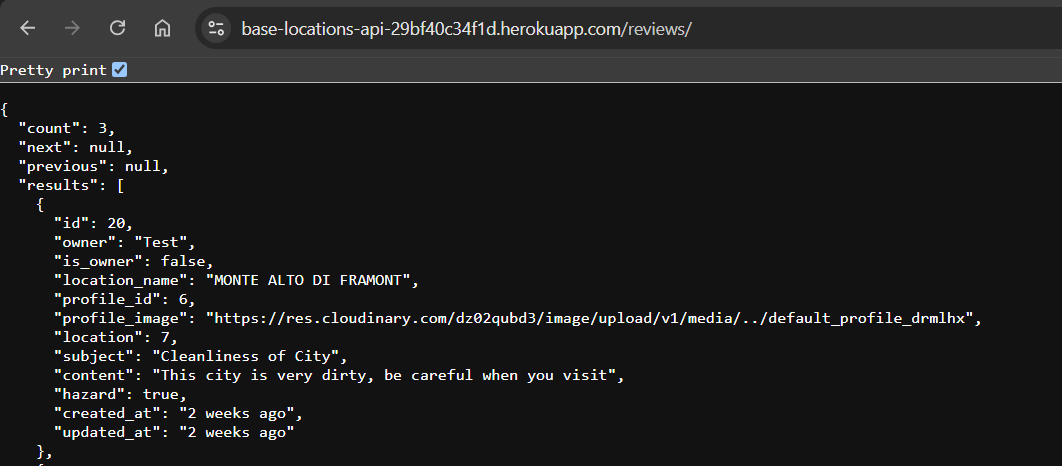 base-locations-api-29bf40c34f1d.herokuapp.com/reviews/
Pretty print
{
"count": 3,
"next": null,
"previous": null,
"results": [
{
"id": 20,
"owner": "Test",
"is_owner": false,
"location_name": "MONTE ALTO DI FRAMONT",
"profile_id": 6,
"profile_image": "https://res.cloudinary.com/dz02qubd3/image/upload/v1/media/../default_profile_drmlhx",
"location": 7,
"subject": "Cleanliness of City",
"content": "This city is very dirty, be careful when you visit",
"hazard": true,
"created_at": "2 weeks ago",
"updated_at": "2 weeks ago"
},